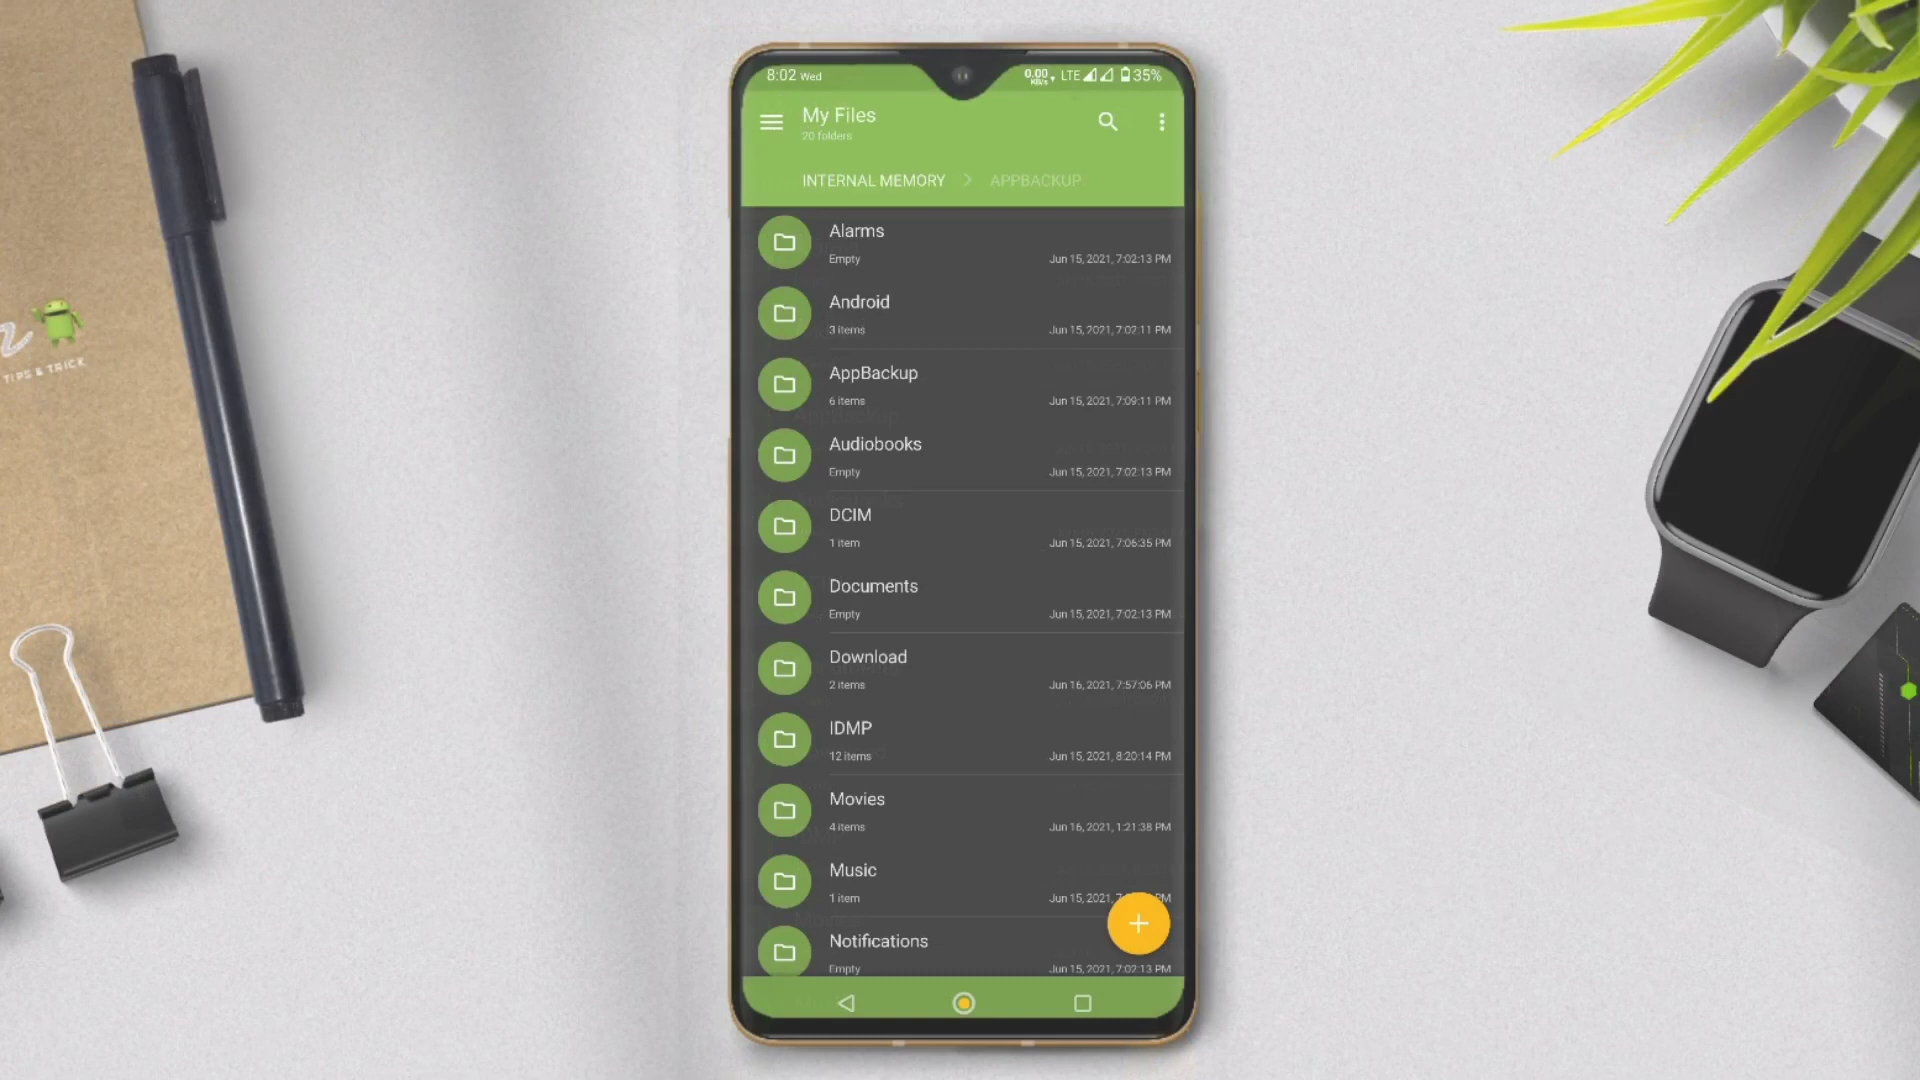 TIPS & TRICK
8:02 Wed
0.00 KB/s LTE 35%
My Files
20 folders
INTERNAL MEMORY > APPBACKUP
Alarms
Empty Jun 15, 2021, 7:02:13 PM
Android
3 items Jun 15, 2021, 7:02:11 PM
AppBackup
6 items Jun 15, 2021, 7:09:11 PM
Audiobooks
Empty Jun 15, 2021, 7:02:13 PM
DCIM
1 item Jun 15, 2021, 7:06:35 PM
Documents
Empty Jun 15, 2021, 7:02:13 PM
Download
2 items Jun 16, 2021, 7:57:06 PM
IDMP
12 items Jun 15, 2021, 8:20:14 PM
Movies
4 items Jun 16, 2021, 1:21:38 PM
Music
1 item Jun 15, 2021, PM
Notifications
Empty Jun 15, 2021, 7:02:13 PM